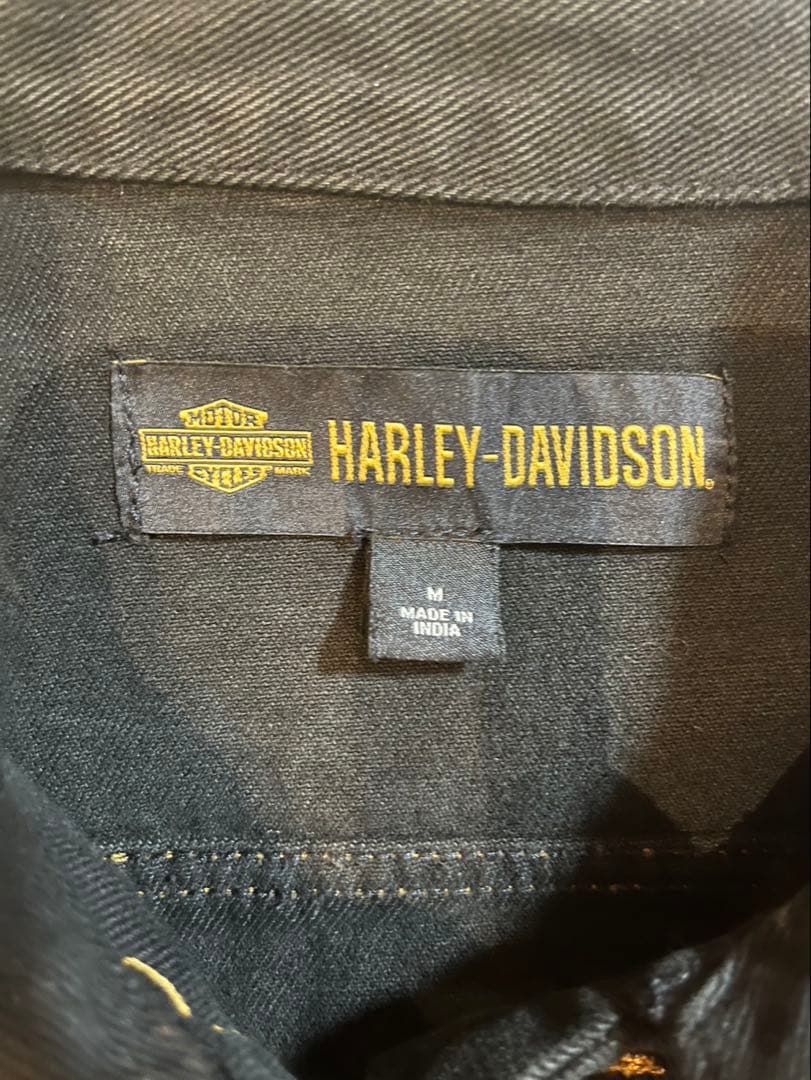 MOTOR
HARLEY-DAVIDSON
TRADE CYCLES MARK
HARLEY-DAVIDSON®
M
MADE IN
INDIA